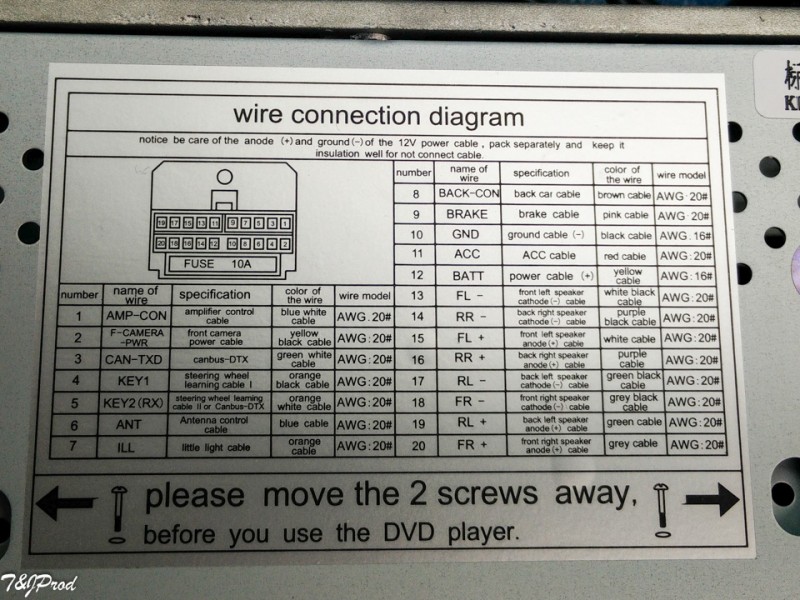 wire connection diagram
notice be care of the anode (+) and ground(-) of the 12V power cable , pack separately and keep it
insulation well for not connect cable.
FUSE 10A
number name of wire specification color of the wire wire model
1 AMP-CON amplifier control cable blue white cable AWG:20#
2 F-CAMERA -PWR front camera power cable yellow black cable AWG:20#
3 CAN-TXD canbus-DTX green white cable AWG:20#
4 KEY1 steering wheel learning cable I orange black cable AWG:20#
5 KEY2(RX) steering wheel learning cable II or Canbus-DTX orange white cable AWG:20#
6 ANT Antenna control cable blue cable AWG:20#
7 ILL little light cable orange cable AWG:20#
number name of wire specification color of the wire wire model
8 BACK-CON back car cable brown cable AWG:20#
9 BRAKE brake cable pink cable AWG:20#
10 GND ground cable (-) black cable AWG:16#
11 ACC ACC cable red cable AWG:20#
12 BATT power cable (+) yellow cable AWG:16#
13 FL - front left speaker cathode(-) cable white black cable AWG:20#
14 RR - back right speaker cathode(-) cable purple black cable AWG:20#
15 FL + front left speaker anode(+) cable white cable AWG:20#
16 RR + back right speaker anode(+) cable purple cable AWG:20#
17 RL - back left speaker cathode(-) cable green black cable AWG:20#
18 FR - front right speaker cathode(-) cable grey black cable AWG:20#
19 RL + back left speaker anode(+) cable green cable AWG:20#
20 FR + front right speaker anode(+) cable grey cable AWG:20#
please move the 2 screws away,
before you use the DVD player.
7&JProd